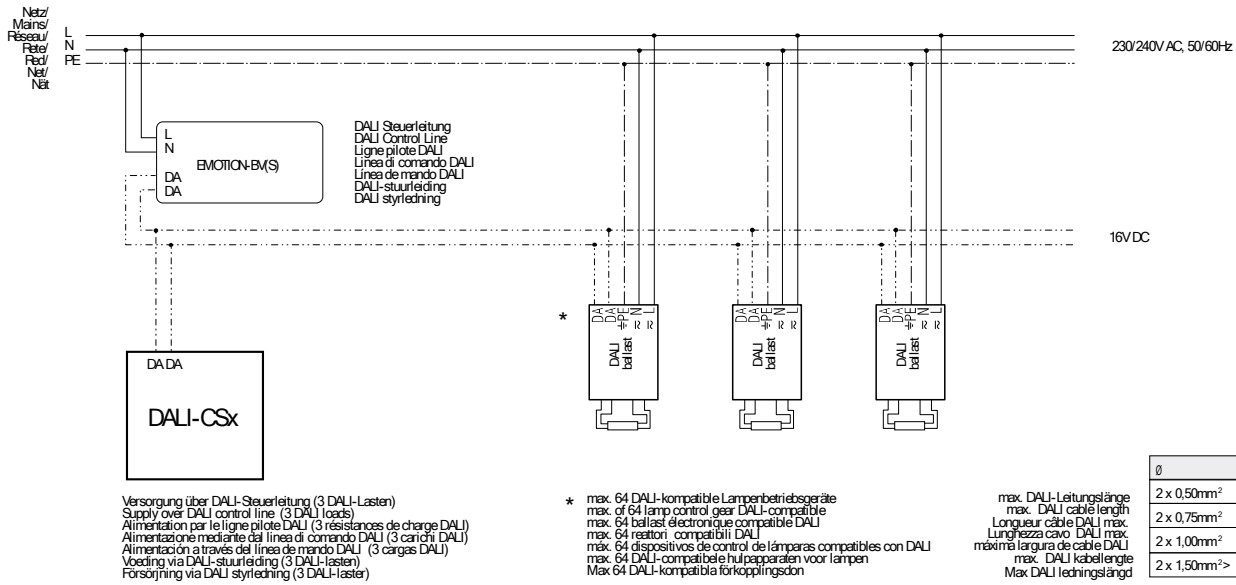 Netz/
Mains/
Réseau/
Rete/
Red/
Net/
Nät
L
N
PE
230/240V AC, 50/60Hz
L
N
EMOTION-BV(S)
DA
DA
DALI Steuerleitung
DALI Control Line
Ligne pilote DALI
Linea di comando DALI
Línea de mando DALI
DALI-stuurleiding
DALI styrledning
16V DC
DA DA
DALI-CSx
*
DA
DA
PE
N
L
DALI
ballast
DA
DA
PE
N
L
DALI
ballast
DA
DA
PE
N
L
DALI
ballast
Versorgung über DALI-Steuerleitung (3 DALI-Lasten)
Supply over DALI control line (3 DALI loads)
Alimentation par le ligne pilote DALI (3 résistances de charge DALI)
Alimentazione mediante dal linea di comando DALI (3 carichi DALI)
Alimentación a través del línea de mando DALI (3 cargas DALI)
Voeding via DALI-stuurleiding (3 DALI-lasten)
Försörjning via DALI styrledning (3 DALI-laster)
* max. 64 DALI-kompatible Lampenbetriebsgeräte
max. of 64 lamp control gear DALI-compatible
max. 64 ballast électronique compatible DALI
max. 64 reattori compatibili DALI
máx. 64 dispositivos de control de lámparas compatibles con DALI
max. 64 DALI-compatibele hulpapparaten voor lampen
Max 64 DALI-kompatibla förkopplingsdon
max. DALI-Leitungslänge
max. DALI cable length
Longueur câble DALI max.
Lunghezza cavo DALI max.
máxima largura de cable DALI
max. DALI kabellengte
Max DALI ledningslängd
Ø
2 x 0,50mm²
2 x 0,75mm²
2 x 1,00mm²
2 x 1,50mm²>